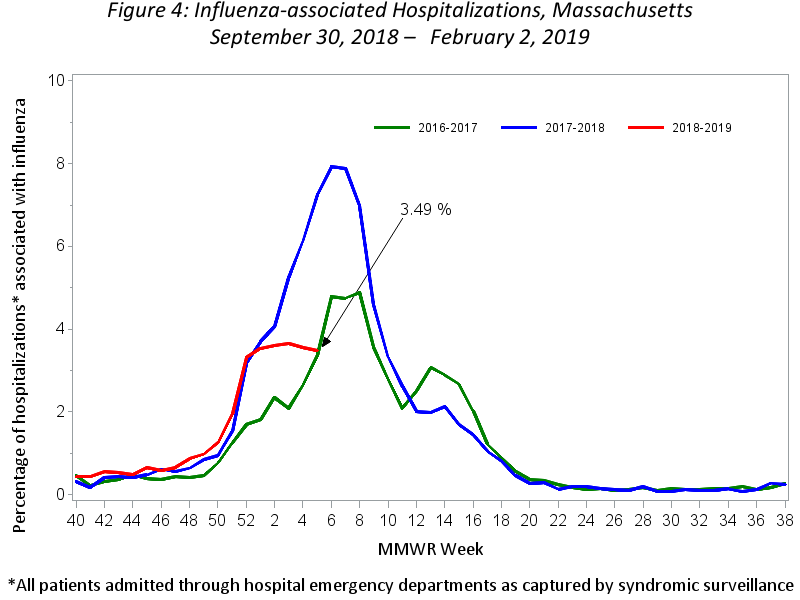 Figure 4: Influenza-associated Hospitalizations, Massachusetts
September 30, 2018 – February 2, 2019
Percentage of hospitalizations* associated with influenza
10
8
6
4
2
0
2016-2017 2017-2018 2018-2019
3.49 %
40 42 44 46 48 50 52 2 4 6 8 10 12 14 16 18 20 22 24 26 28 30 32 34 36 38
MMWR Week
*All patients admitted through hospital emergency departments as captured by syndromic surveillance